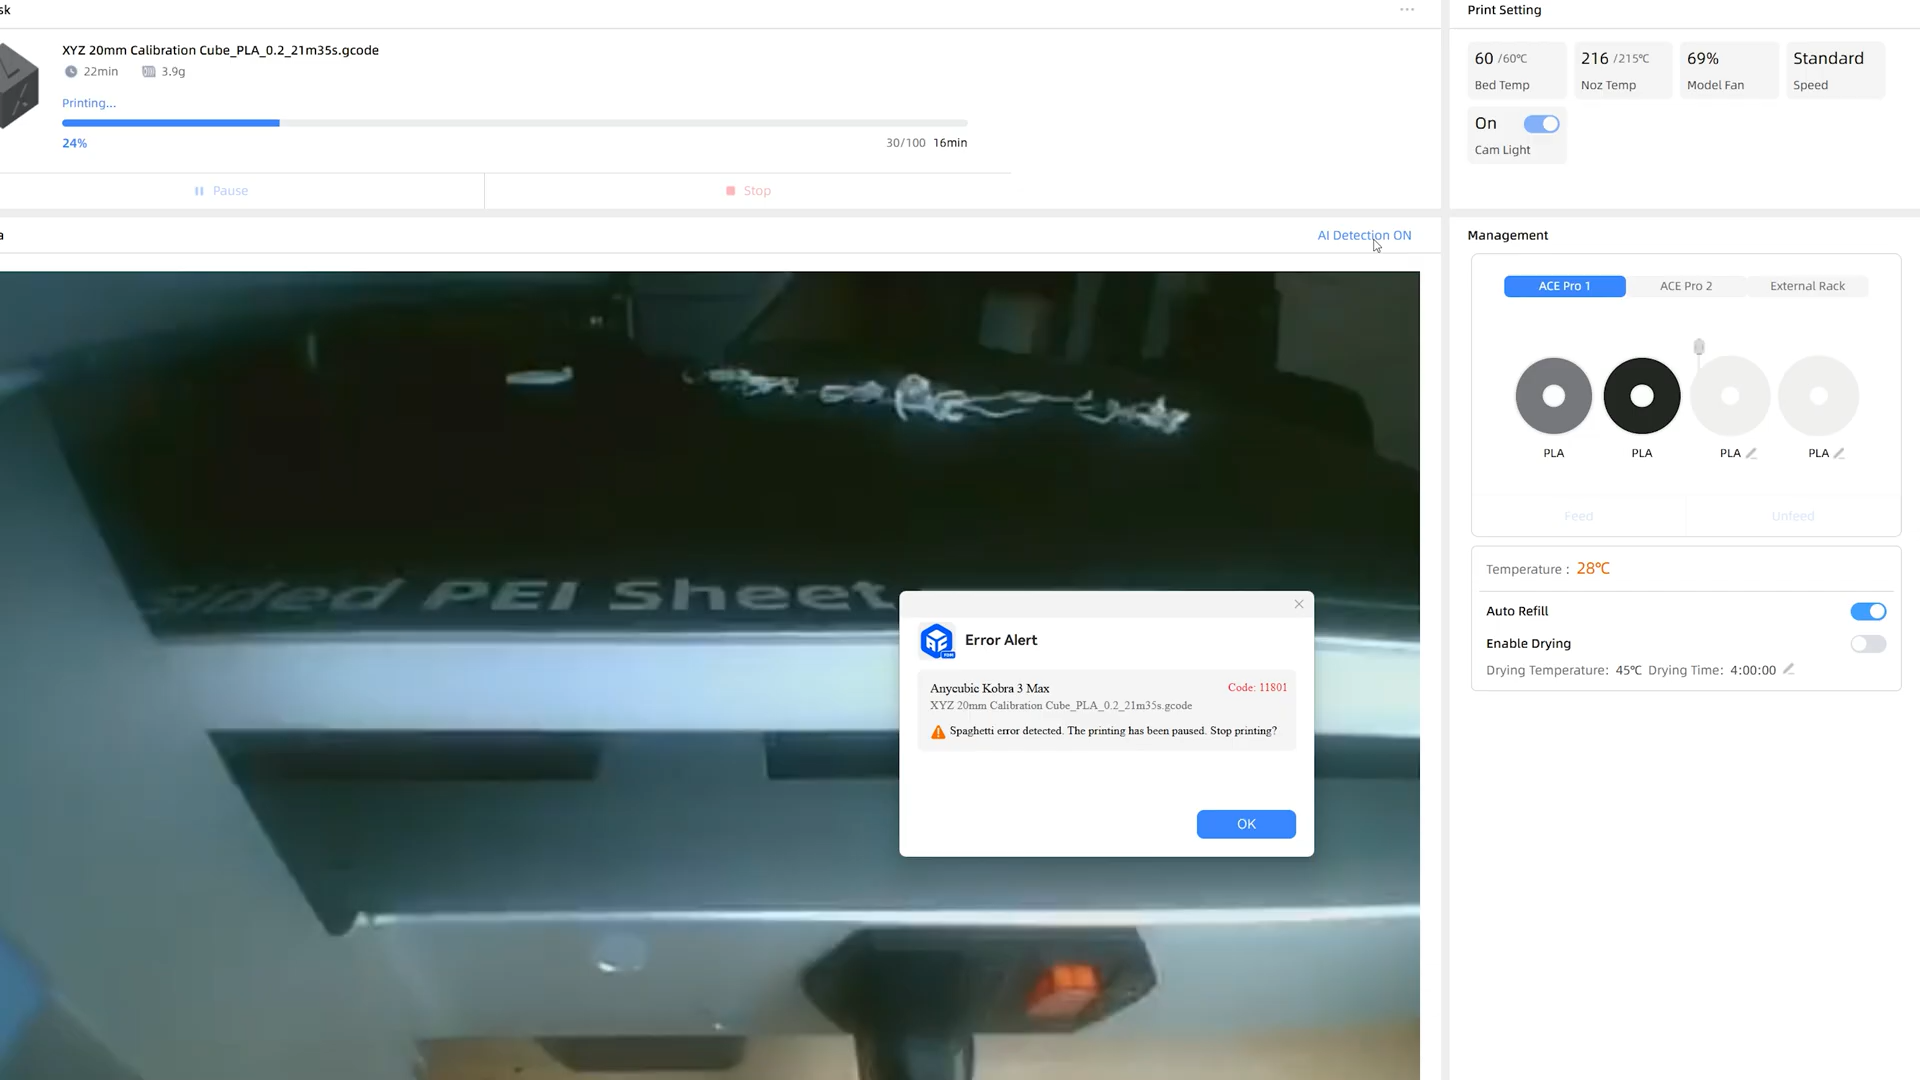 sk
...
Print Setting
XYZ 20mm Calibration Cube_PLA_0.2_21m35s.gcode
22min 3.9g
Printing...
24% 30/100 16min
Pause Stop
60 /60℃
Bed Temp
216 /215℃
Noz Temp
69%
Model Fan
Standard
Speed
On
Cam Light
a
AI Detection ON
Management
ACE Pro 1 ACE Pro 2 External Rack
PLA PLA PLA PLA
Feed Unfeed
Temperature : 28℃
Auto Refill
Enable Drying
Drying Temperature: 45℃ Drying Time: 4:00:00
sided PEI Sheet
Error Alert
Anycubic Kobra 3 Max Code: 11801
XYZ 20mm Calibration Cube_PLA_0.2_21m35s.gcode
Spaghetti error detected. The printing has been paused. Stop printing?
OK